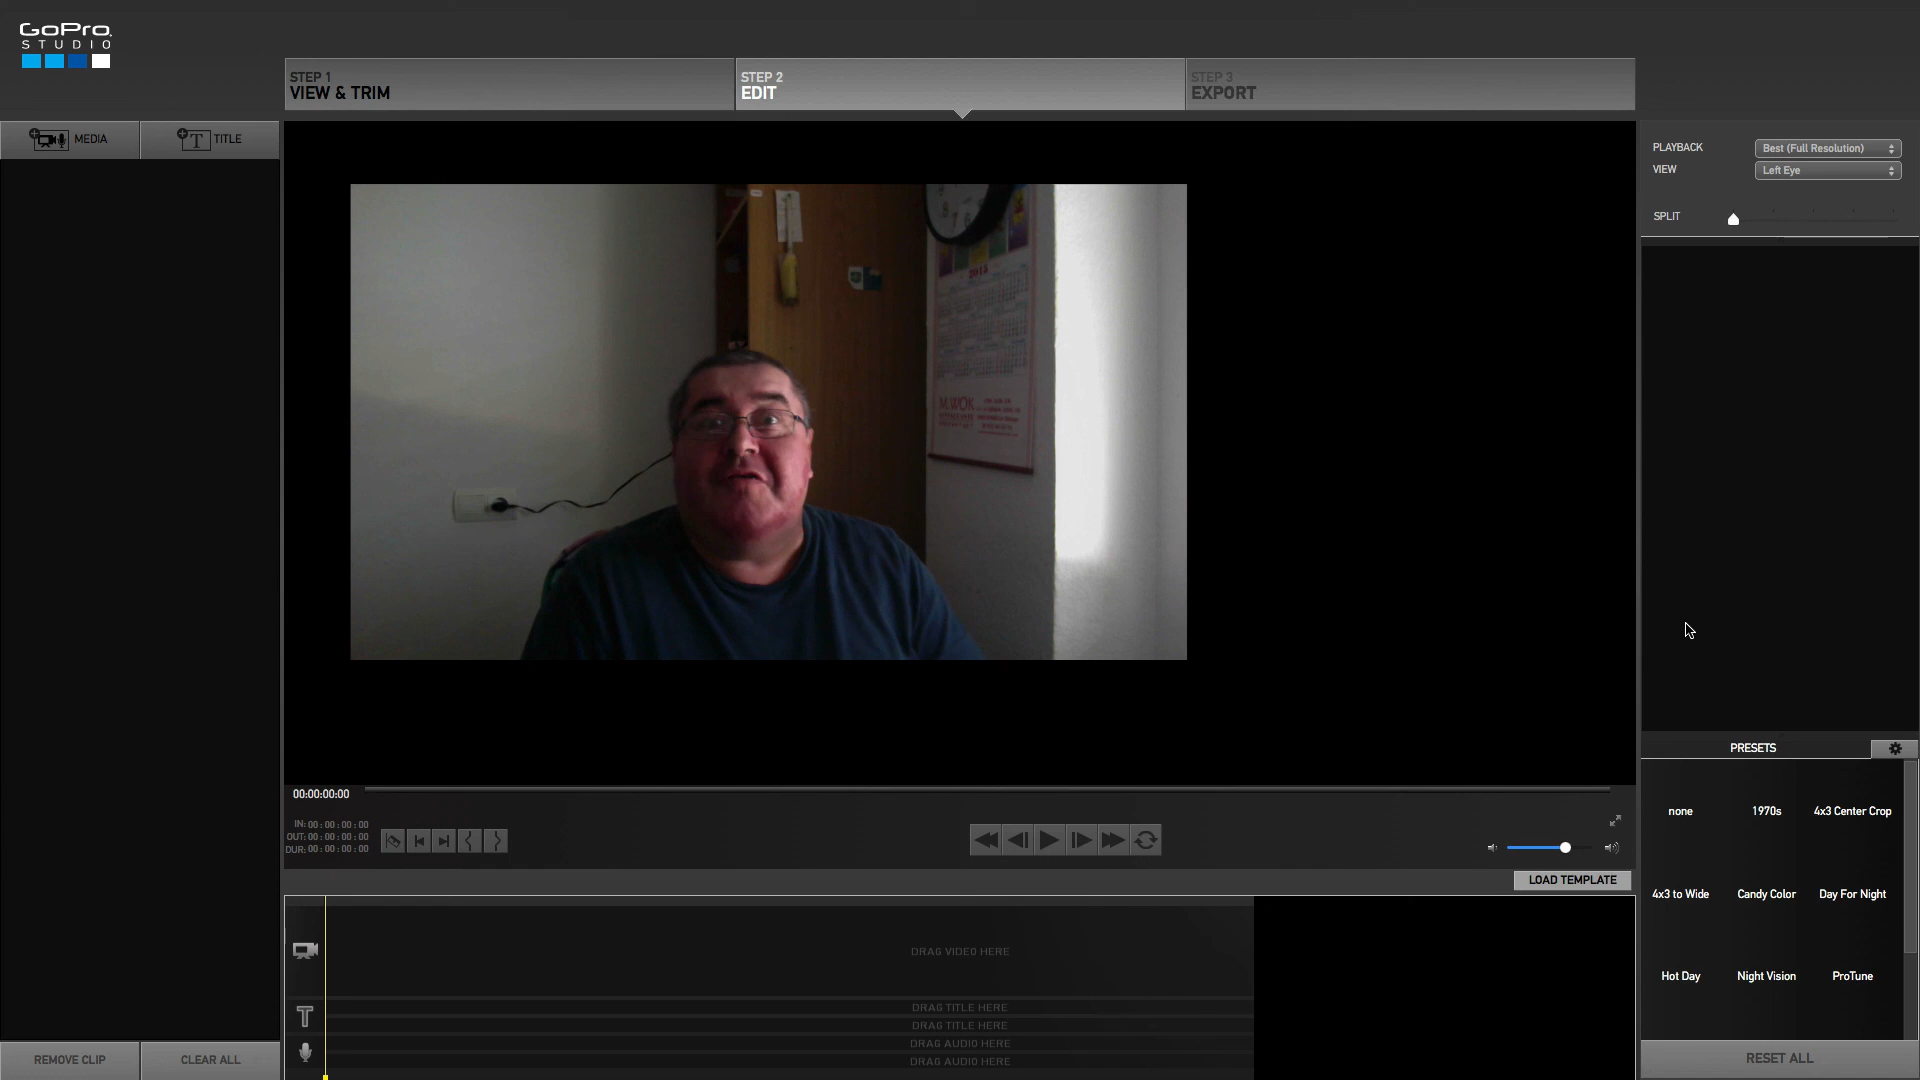 GoPro
STUDIO
STEP 1
VIEW & TRIM
STEP 2
EDIT
STEP 3
EXPORT
MEDIA
TITLE
PLAYBACK
Best (Full Resolution)
VIEW
Left Eye
SPLIT
2015
M.WOK
00:00:00:00
IN: 00 : 00 : 00 : 00
OUT: 00 : 00 : 00 : 00
DUR: 00 : 00 : 00 : 00
LOAD TEMPLATE
DRAG VIDEO HERE
DRAG TITLE HERE
DRAG TITLE HERE
DRAG AUDIO HERE
DRAG AUDIO HERE
PRESETS
none
1970s
4x3 Center Crop
4x3 to Wide
Candy Color
Day For Night
Hot Day
Night Vision
ProTune
REMOVE CLIP
CLEAR ALL
RESET ALL